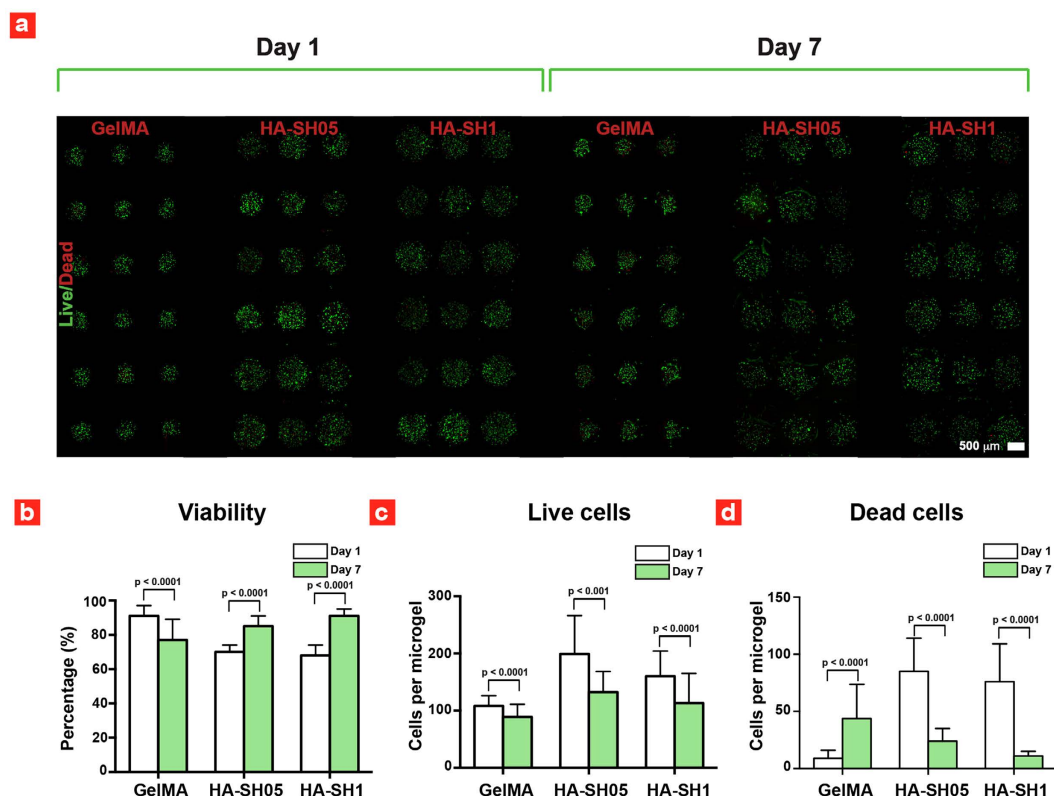 a
Day 1 Day 7
GelMA HA-SH05 HA-SH1 GelMA HA-SH05 HA-SH1
Live/Dead
500 μm
b Viability
Day 1
Day 7
p < 0.0001
p < 0.0001
p < 0.0001
Percentage (%)
100
80
60
40
20
0
GelMA HA-SH05 HA-SH1
c Live cells
Day 1
Day 7
p < 0.001
p < 0.0001
p < 0.0001
Cells per microgel
300
200
100
0
GelMA HA-SH05 HA-SH1
d Dead cells
Day 1
Day 7
p < 0.0001
p < 0.0001
p < 0.0001
Cells per microgel
150
100
50
0
GelMA HA-SH05 HA-SH1